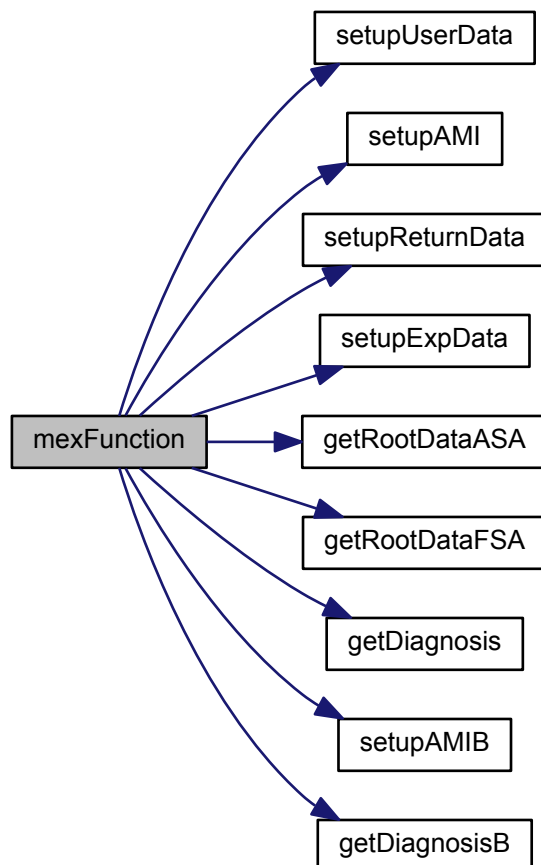 setupUserData
setupAMI
setupReturnData
setupExpData
mexFunction
getRootDataASA
getRootDataFSA
getDiagnosis
setupAMIB
getDiagnosisB